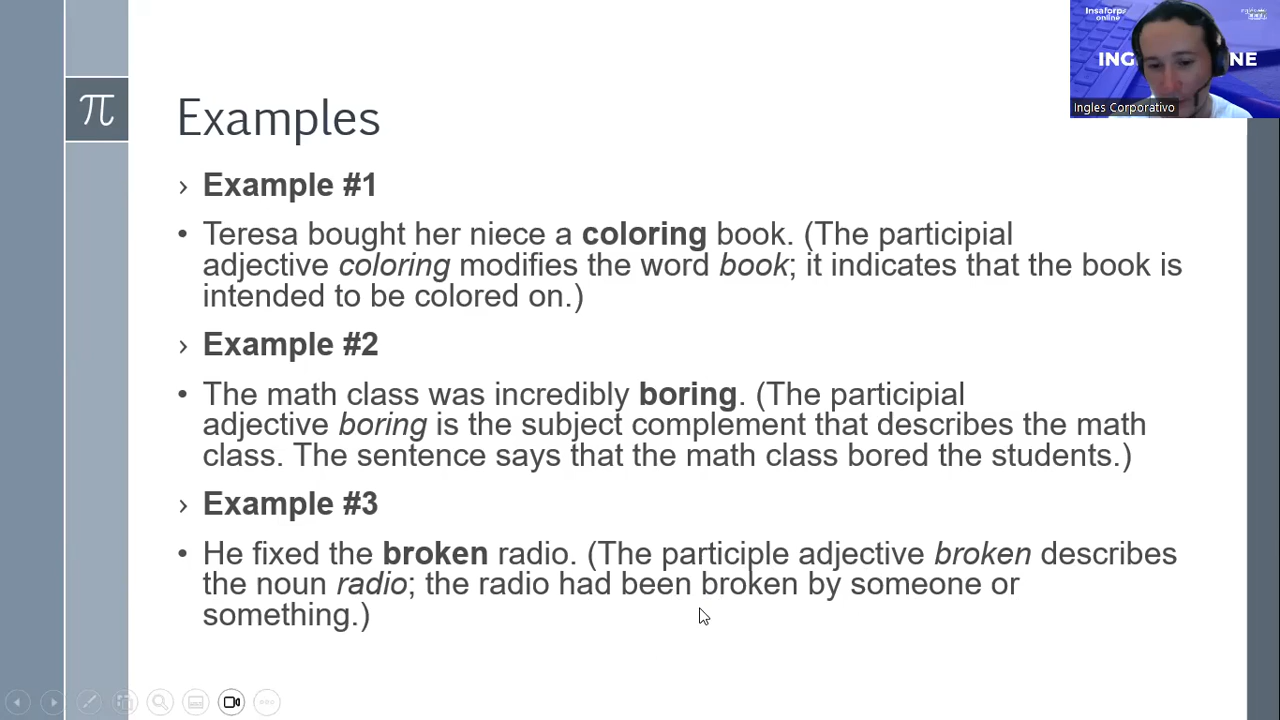 Insaforp
online
ING NE
Ingles Corporativo
π
Examples
› Example #1
• Teresa bought her niece a coloring book. (The participial
adjective coloring modifies the word book; it indicates that the book is
intended to be colored on.)
› Example #2
• The math class was incredibly boring. (The participial
adjective boring is the subject complement that describes the math
class. The sentence says that the math class bored the students.)
› Example #3
• He fixed the broken radio. (The participle adjective broken describes
the noun radio; the radio had been broken by someone or
something.)